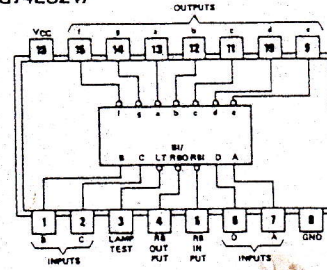 OUTPUTS
VCC f g a b c d e
16 15 14 13 12 11 10 9
f g a b c d e
BI/
B C LT RBO RBI D A
1 2 3 4 5 6 7 8
B C LAMP TEST RB OUT PUT RB IN PUT D A GND
INPUTS INPUTS